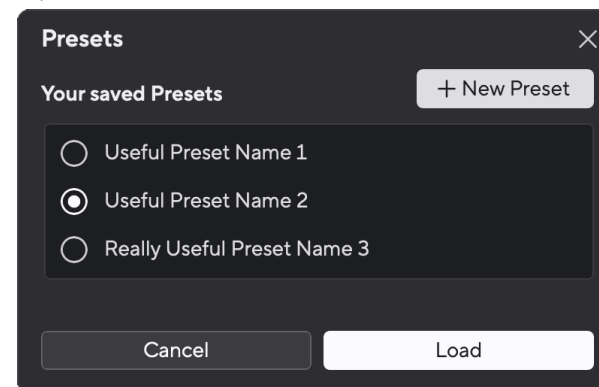 Presets
Your saved Presets
+ New Preset
Useful Preset Name 1
Useful Preset Name 2
Really Useful Preset Name 3
Cancel
Load